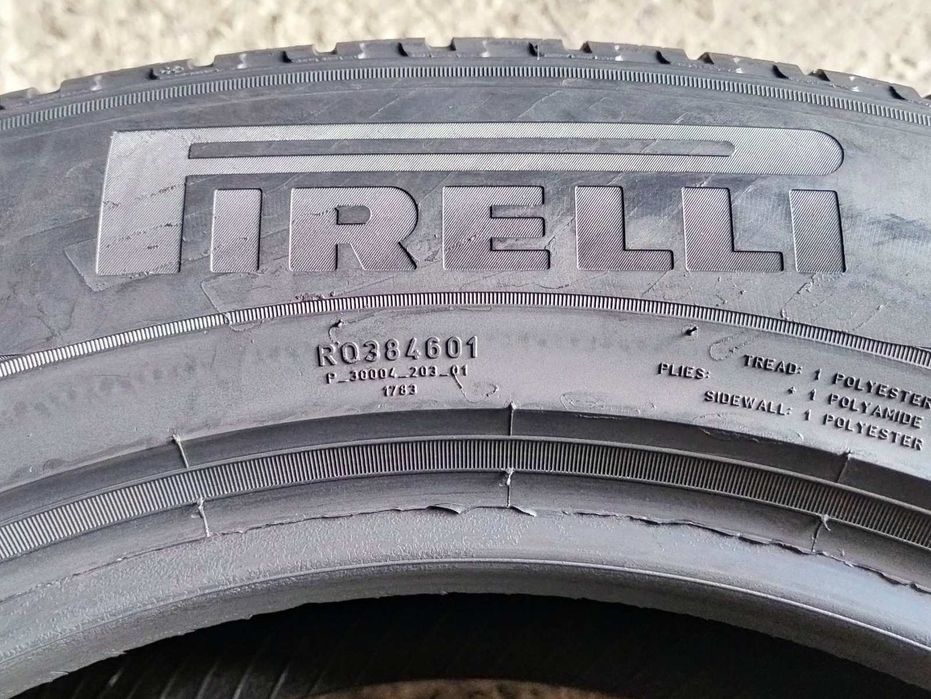 PIRELLI
RO384601
P_30004_203_01
1783
TREAD: 1 POLYESTER
PLIES: + 1 POLYAMIDE
SIDEWALL: 1 POLYESTER